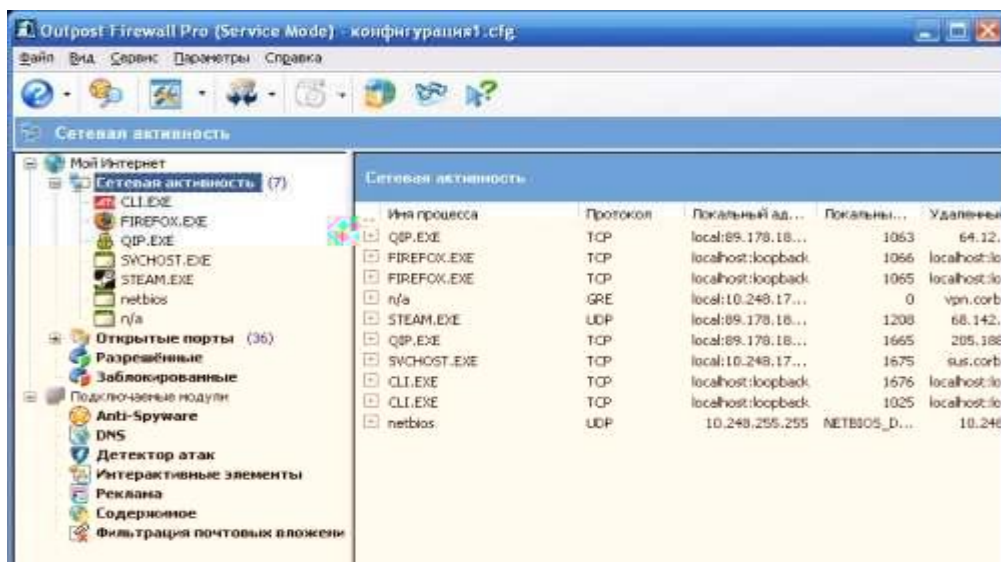 Outpost Firewall Pro (Service Mode) - конфигурация1.cfg
Файл Вид Сервис Параметры Справка
Сетевая активность
Мой Интернет
Сетевая активность (7)
CLI.EXE
FIREFOX.EXE
QIP.EXE
SVCHOST.EXE
STEAM.EXE
netbios
n/a
Открытые порты (36)
Разрешённые
Заблокированные
Подключаемые модули
Anti-Spyware
DNS
Детектор атак
Интерактивные элементы
Реклама
Содержимое
Фильтрация почтовых вложени
Сетевая активность
... Имя процесса Протокол Локальный ад... Локальны... Удаленный
QIP.EXE TCP local:89.178.18... 1063 64.12.
FIREFOX.EXE TCP localhost:loopback 1066 localhost:lo
FIREFOX.EXE TCP localhost:loopback 1065 localhost:lo
n/a GRE local:10.248.17... 0 vpn.corb
STEAM.EXE UDP local:89.178.18... 1208 68.142.
QIP.EXE TCP local:89.178.18... 1665 205.188
SVCHOST.EXE TCP local:10.248.17... 1675 sus.corb
CLI.EXE TCP localhost:loopback 1676 localhost:lo
CLI.EXE TCP localhost:loopback 1025 localhost:lo
netbios UDP 10.248.255.255 NETBIOS_D... 10.248